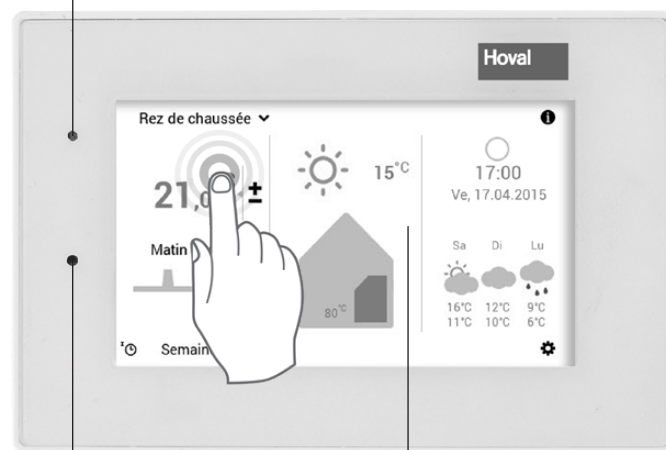 Hoval
Rez de chaussée
21,0
15°C
17:00
Ve, 17.04.2015
Matin
Sa Di Lu
16°C 12°C 9°C
11°C 10°C 6°C
80°C